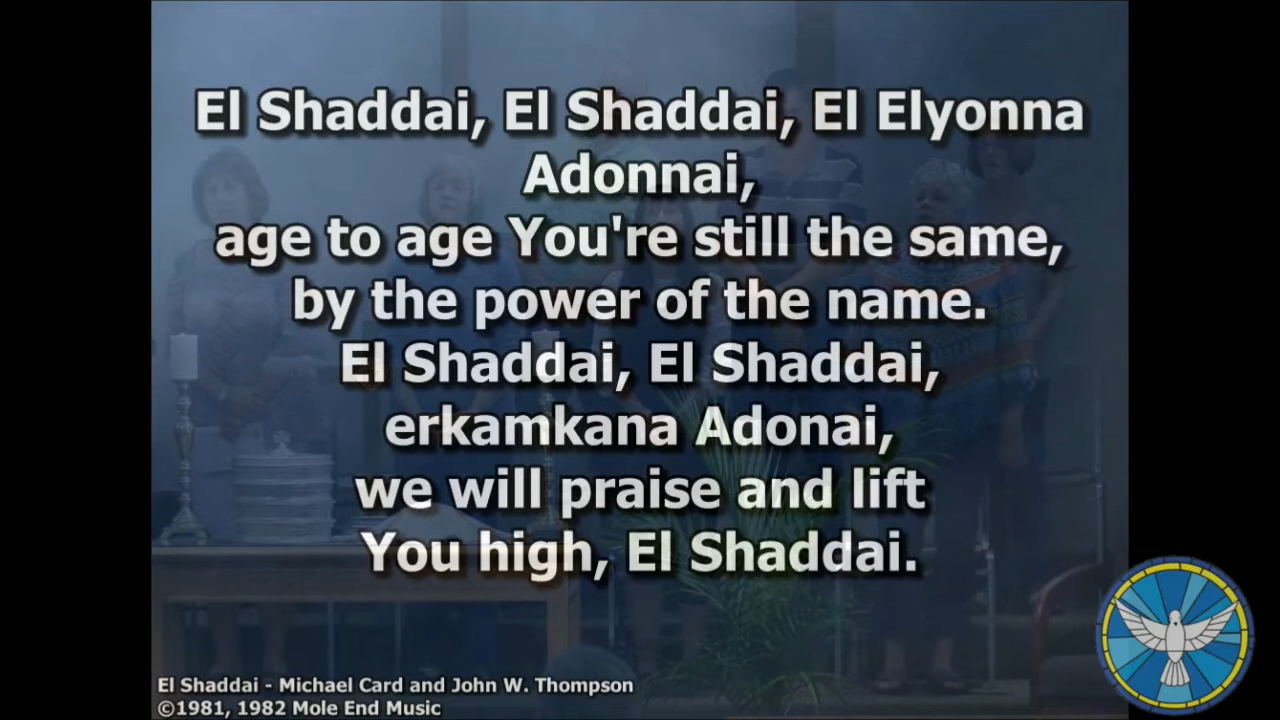 El Shaddai, El Shaddai, El Elyonna
Adonnai,
age to age You're still the same,
by the power of the name.
El Shaddai, El Shaddai,
erkamkana Adonai,
we will praise and lift
You high, El Shaddai.
El Shaddai - Michael Card and John W. Thompson
©1981, 1982 Mole End Music